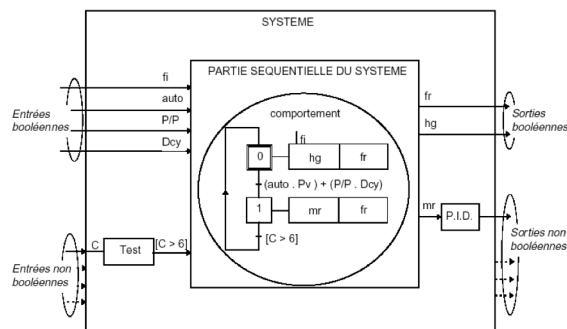 SYSTEME
PARTIE SEQUENTIELLE DU SYSTEME
fi
auto
P/P
Dcy
Entrées
booléennes
comportement
fi
0
hg
fr
(auto . Pv ) + (P/P . Dcy)
1
mr
fr
[C > 6]
fr
hg
Sorties
booléennes
mr
P.I.D.
Sorties non
booléennes
C
Test
[C > 6]
Entrées non
booléennes